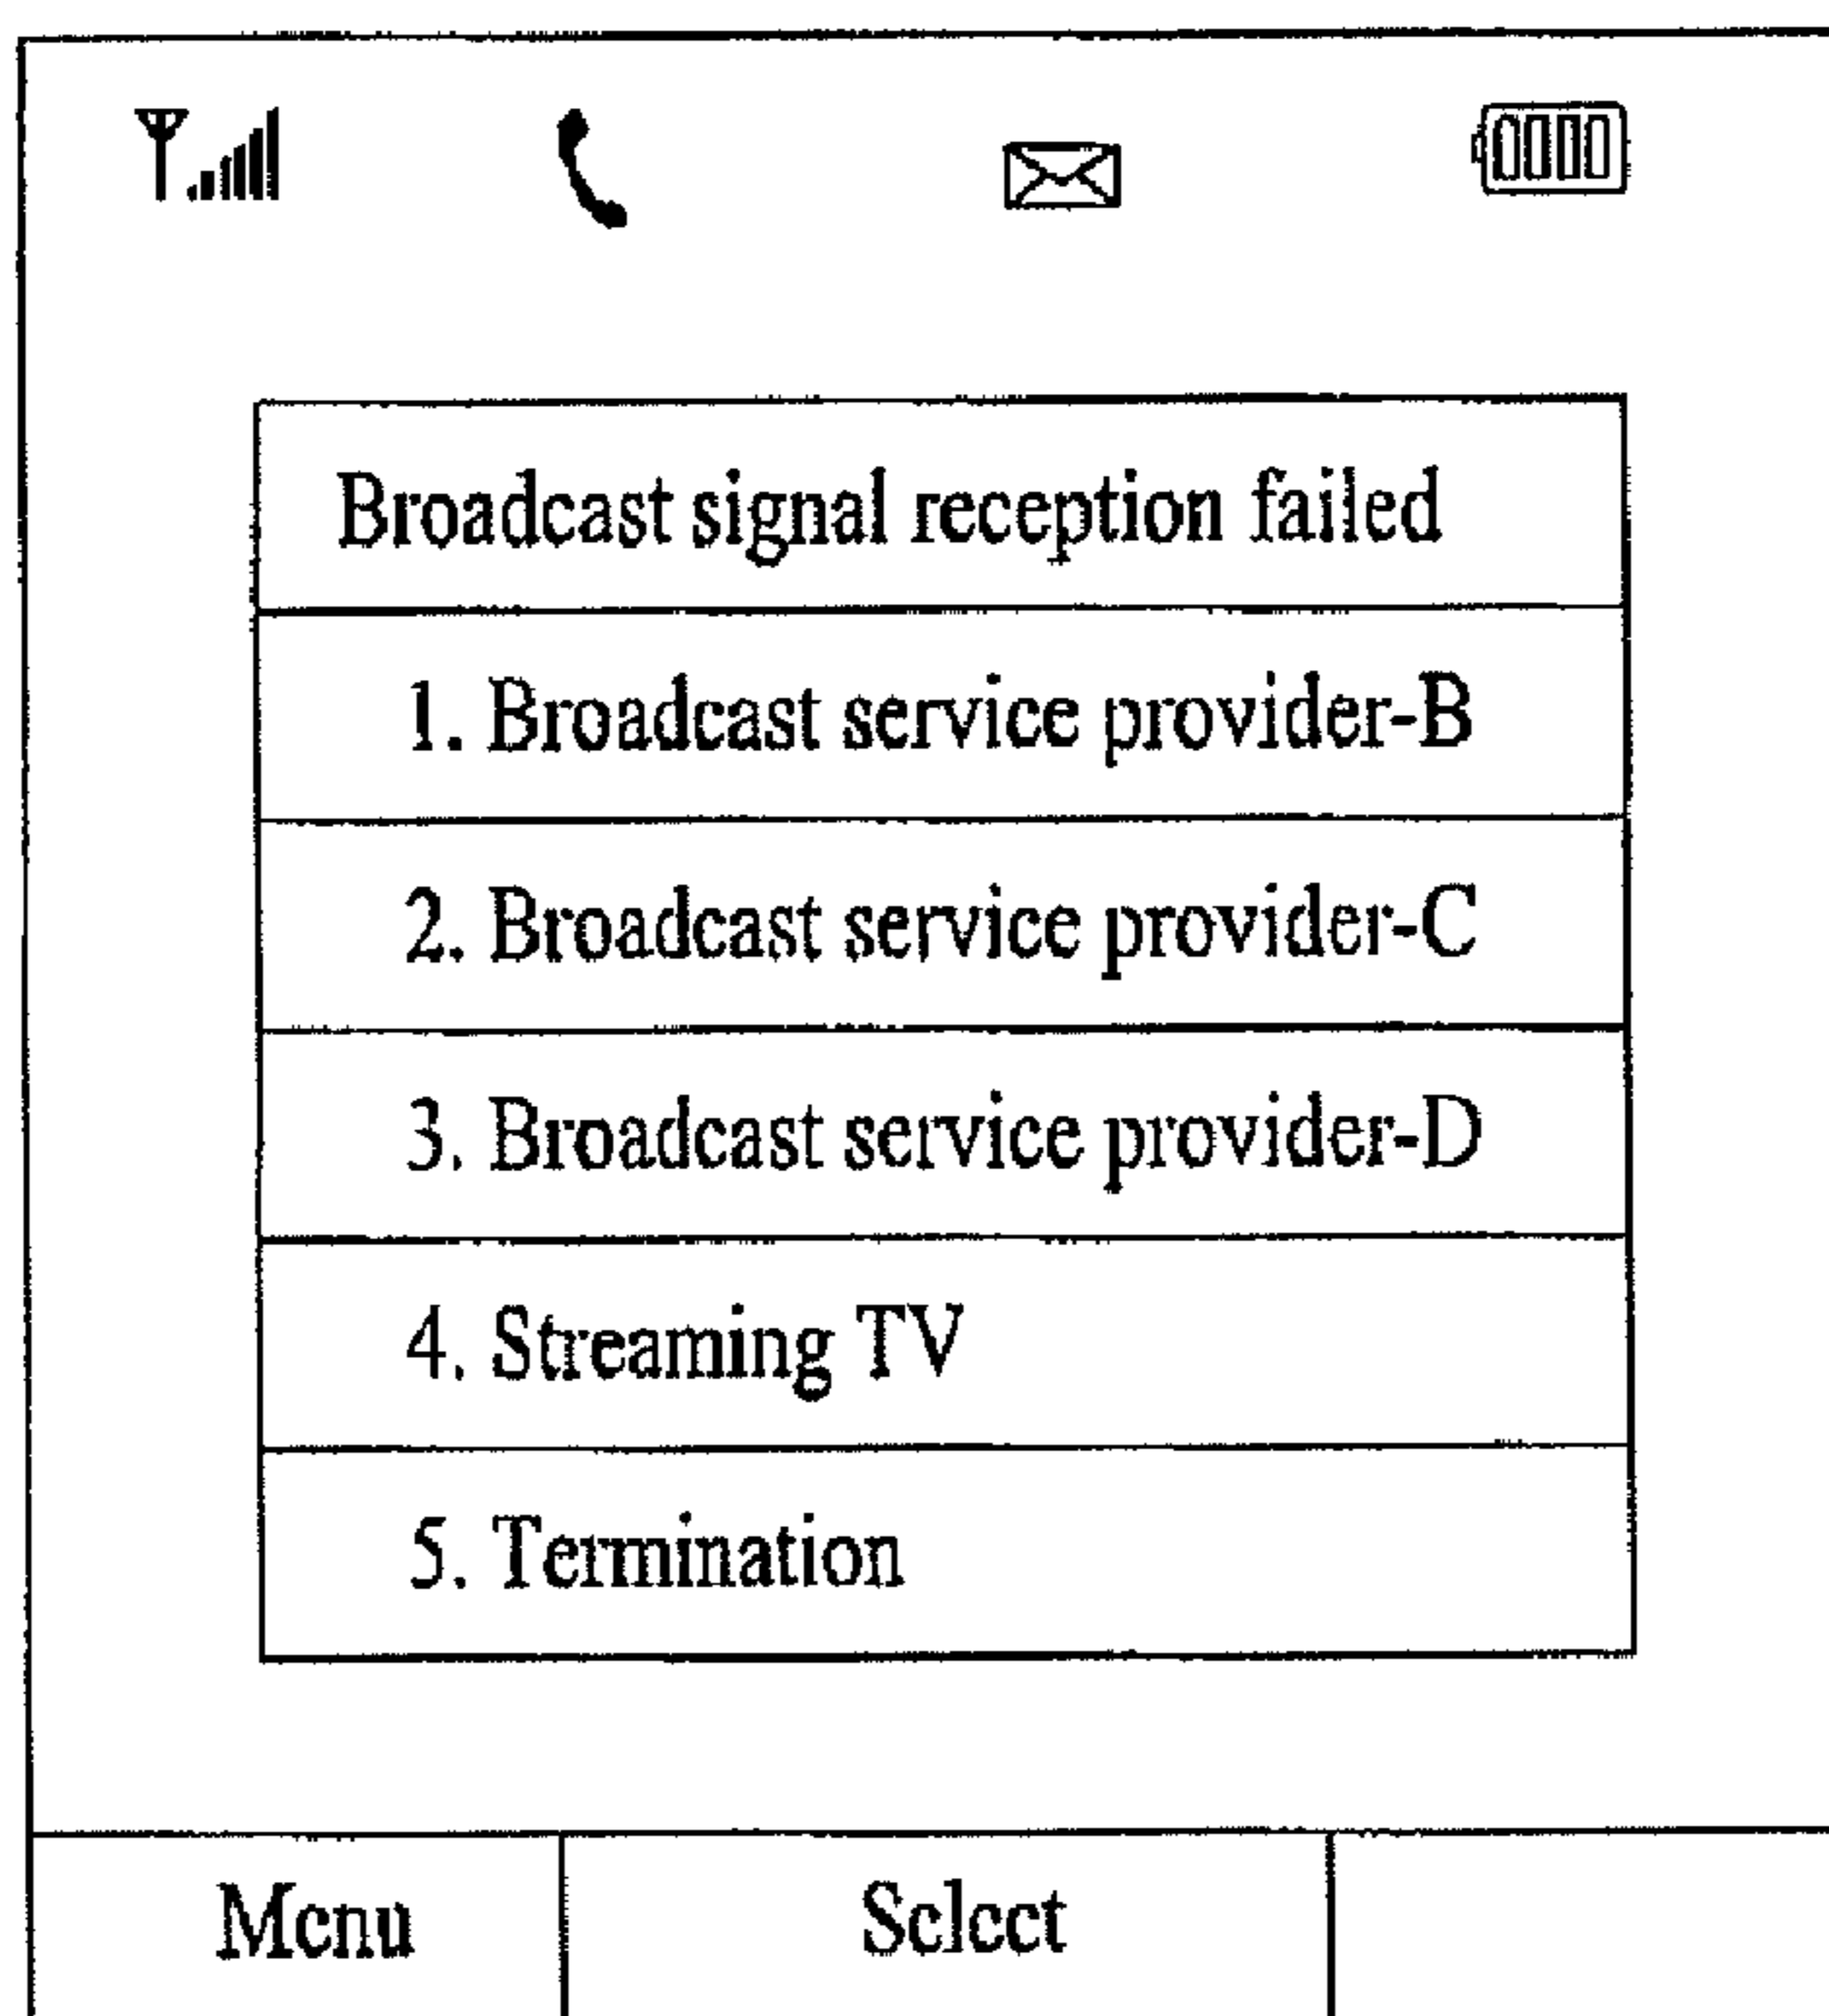 Broadcast signal reception failed
1. Broadcast service provider-B
2. Broadcast service provider-C
3. Broadcast service provider-D
4. Streaming TV
5. Termination
Menu
Select